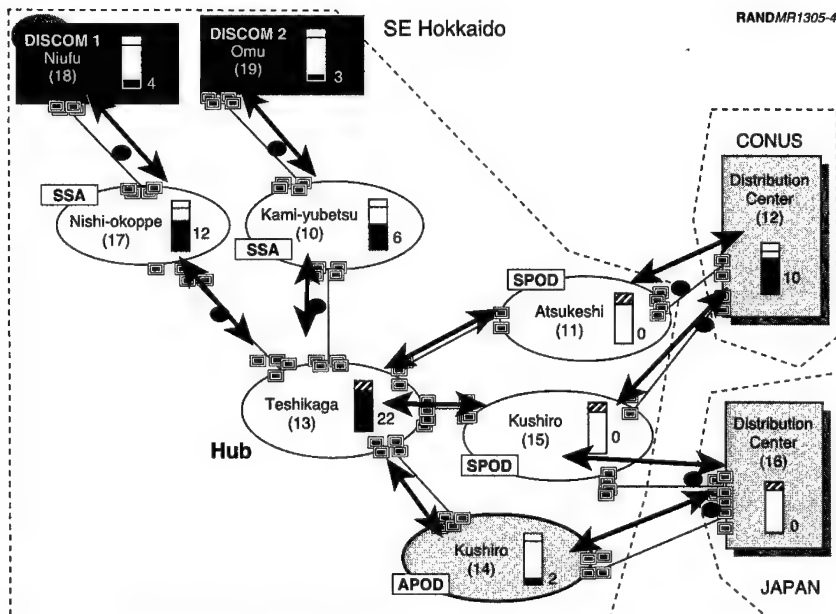 SE Hokkaido
RANDMR1305-4
DISCOM 1
Niufu
(18)
4
DISCOM 2
Omu
(19)
3
CONUS
Distribution
Center
(12)
10
SSA
Nishi-okoppe
(17)
12
Kami-yubetsu
(10)
6
SSA
SPOD
Atsukeshi
(11)
0
Teshikaga
(13)
22
Hub
Kushiro
(15)
0
SPOD
Distribution
Center
(16)
0
Kushiro
(14)
2
APOD
JAPAN